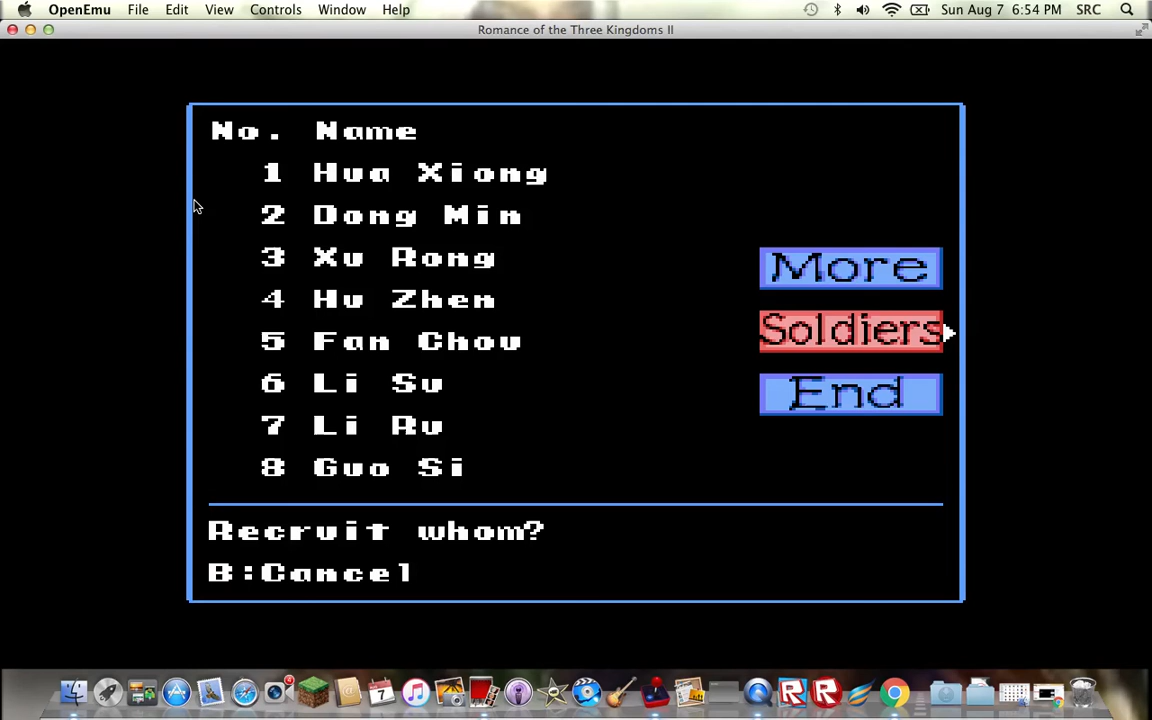 OpenEmu File Edit View Controls Window Help Sun Aug 7 6:54 PM SRC
Romance of the Three Kingdoms II
No. Name
1 Hua Xiong
2 Dong Min
3 Xu Rong
4 Hu Zhen
5 Fan Chou
6 Li Su
7 Li Ru
8 Guo Si
More
Soldiers
End
Recruit whom?
B:Cancel